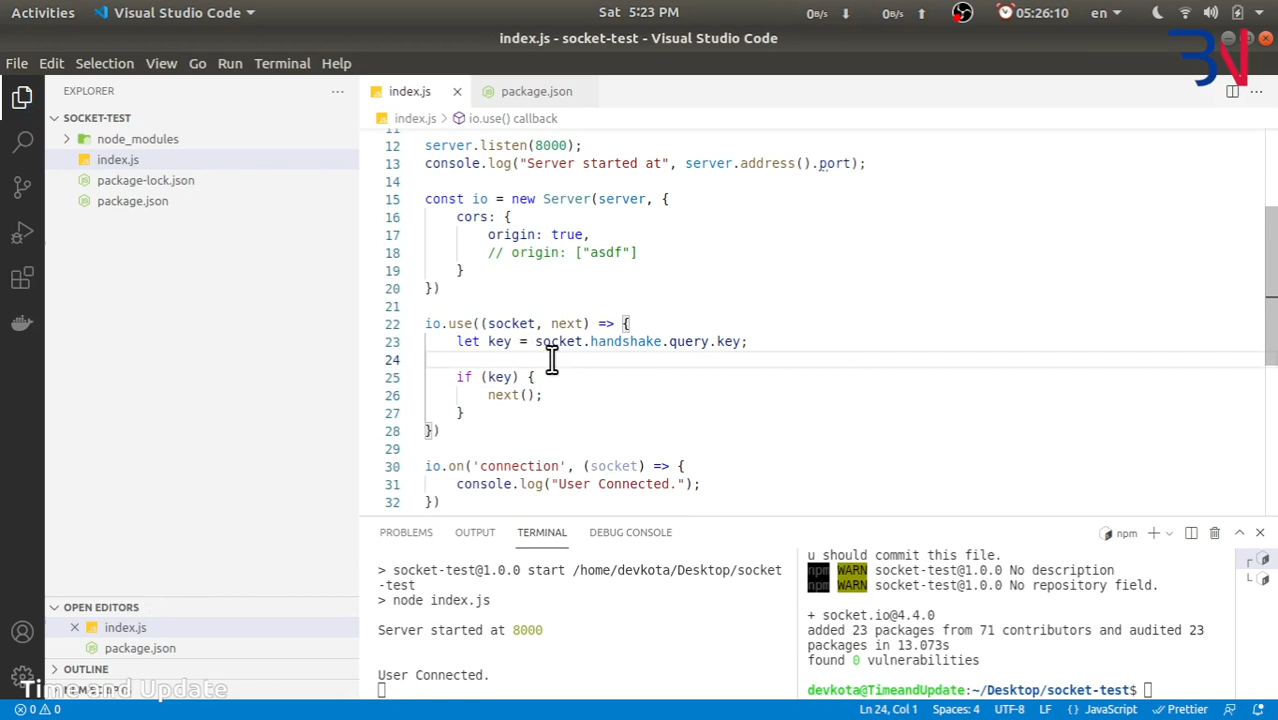 Activities
Visual Studio Code
Sat 5:23 PM
0B/s
0B/s
05:26:10
en
index.js - socket-test - Visual Studio Code
BN
File Edit Selection View Go Run Terminal Help
EXPLORER
index.js
package.json
SOCKET-TEST
index.js
io.use() callback
node_modules
index.js
package-lock.json
package.json
11
12 server.listen(8000);
13 console.log("Server started at", server.address().port);
14
15 const io = new Server(server, {
16 cors: {
17 origin: true,
18 // origin: ["asdf"]
19 }
20 })
21
22 io.use((socket, next) => {
23 let key = socket.handshake.query.key;
24
25 if (key) {
26 next();
27 }
28 })
29
30 io.on('connection', (socket) => {
31 console.log("User Connected.");
32 })
PROBLEMS OUTPUT TERMINAL DEBUG CONSOLE
npm
> socket-test@1.0.0 start /home/devkota/Desktop/socket
-test
> node index.js
Server started at 8000
User Connected.
u should commit this file.
npm WARN socket-test@1.0.0 No description
npm WARN socket-test@1.0.0 No repository field.
+ socket.io@4.4.0
added 23 packages from 71 contributors and audited 23
packages in 13.073s
found 0 vulnerabilities
devkota@TimeandUpdate:~/Desktop/socket-test$
OPEN EDITORS
index.js
package.json
OUTLINE
Time and Update
0 0
Ln 24, Col 1
Spaces: 4
UTF-8
LF
{} JavaScript
Prettier